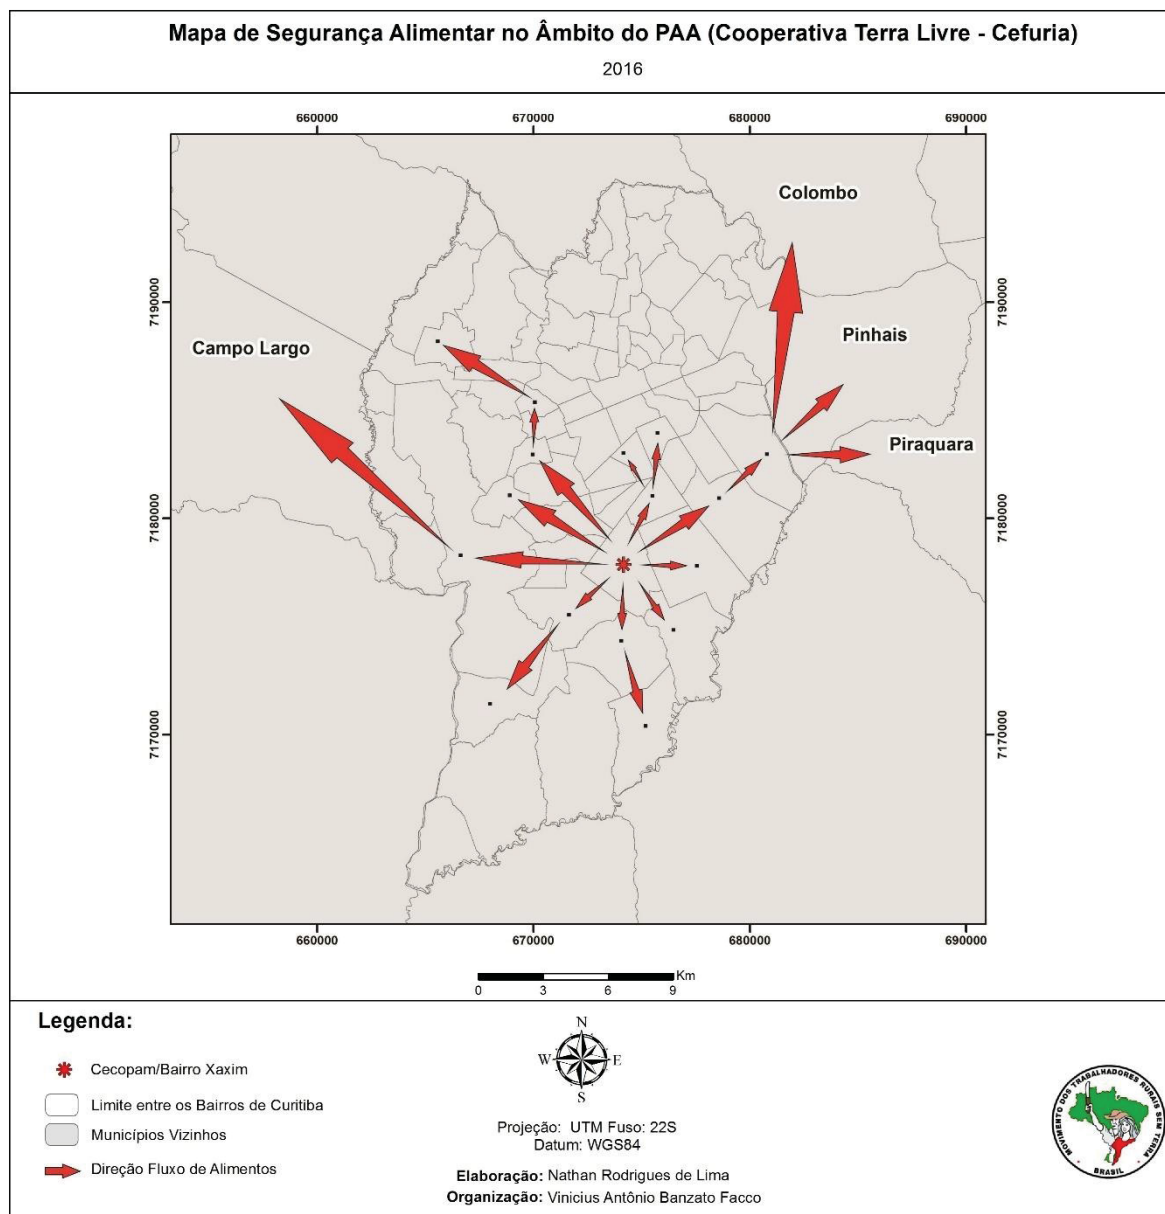 Mapa de Segurança Alimentar no Âmbito do PAA (Cooperativa Terra Livre - Cefuria)
2016
660000
670000
680000
690000
Colombo
7190000
7190000
Pinhais
Campo Largo
Piraquara
7180000
7180000
7170000
7170000
660000
670000
680000
690000
Km
0
3
6
9
Legenda:
Cecopam/Bairro Xaxim
Limite entre os Bairros de Curitiba
Municípios Vizinhos
Direção Fluxo de Alimentos
N
W
E
S
Projeção: UTM Fuso: 22S
Datum: WGS84
Elaboração: Nathan Rodrigues de Lima
Organização: Vinicius Antônio Banzato Facco
MOVIMENTO DOS TRABALHADORES RURAIS SEM TERRA
BRASIL